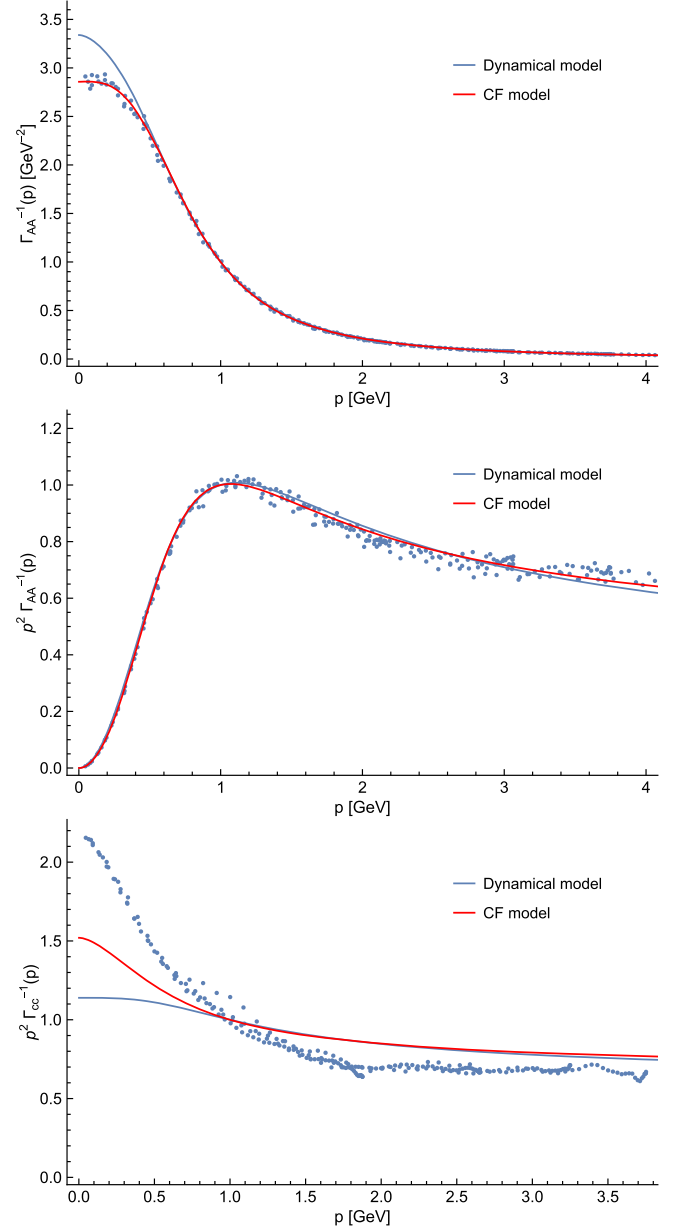 3.5
3.0
2.5
2.0
1.5
1.0
0.5
0.0
Γ_AA⁻¹(p) [GeV⁻²]
Dynamical model
CF model
0 1 2 3 4
p [GeV]
1.2
1.0
0.8
0.6
0.4
0.2
0.0
p² Γ_AA⁻¹(p)
Dynamical model
CF model
0 1 2 3 4
p [GeV]
2.0
1.5
1.0
0.5
0.0
p² Γ_cc⁻¹(p)
Dynamical model
CF model
0.0 0.5 1.0 1.5 2.0 2.5 3.0 3.5
p [GeV]